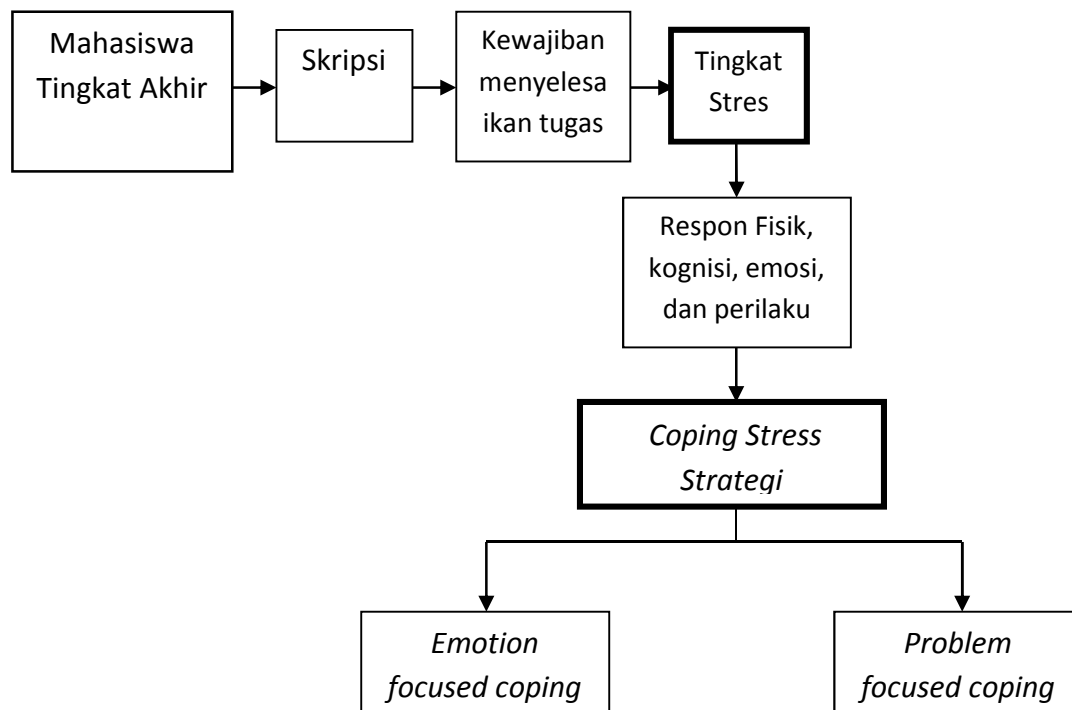 Mahasiswa
Tingkat Akhir
Skripsi
Kewajiban
menyelesa
ikan tugas
Tingkat
Stres
Respon Fisik,
kognisi, emosi,
dan perilaku
Coping Stress
Strategi
Emotion
focused coping
Problem
focused coping